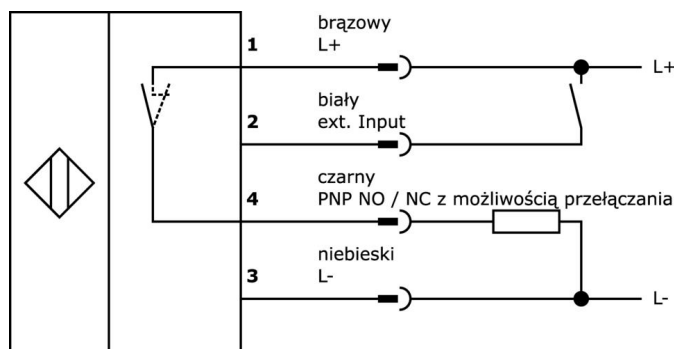 brązowy
1 L+ L+
biały
2 ext. Input
czarny
4 PNP NO / NC z możliwością przełączania
niebieski
3 L- L-